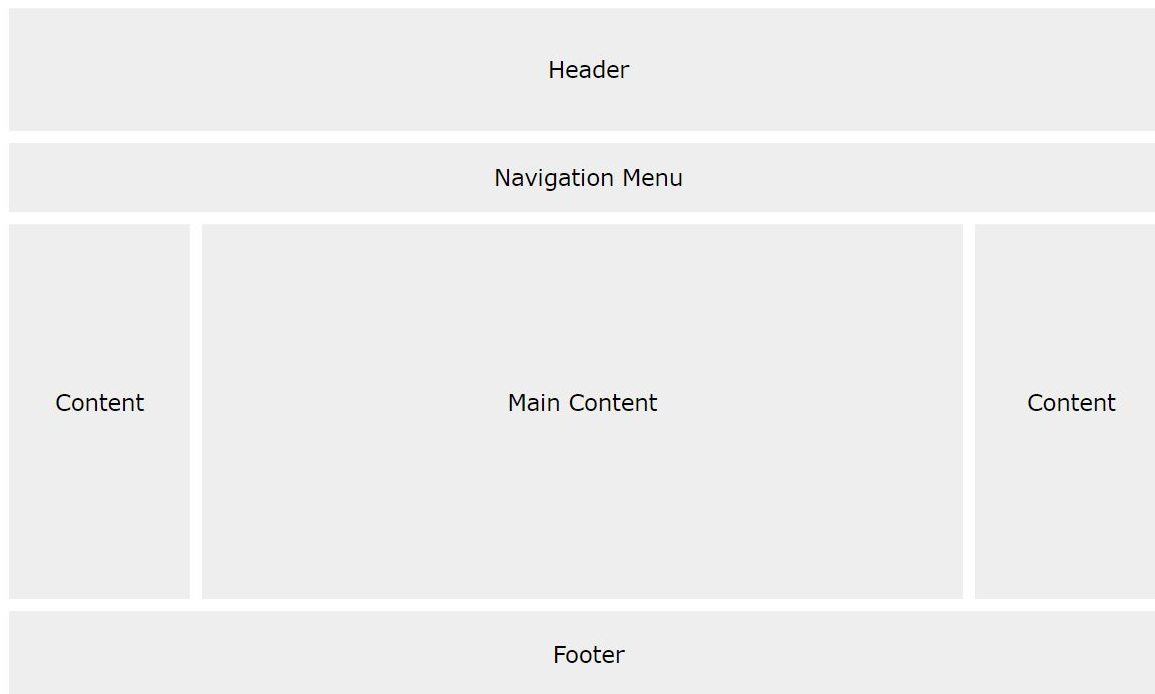 Header
Navigation Menu
Content
Main Content
Content
Footer